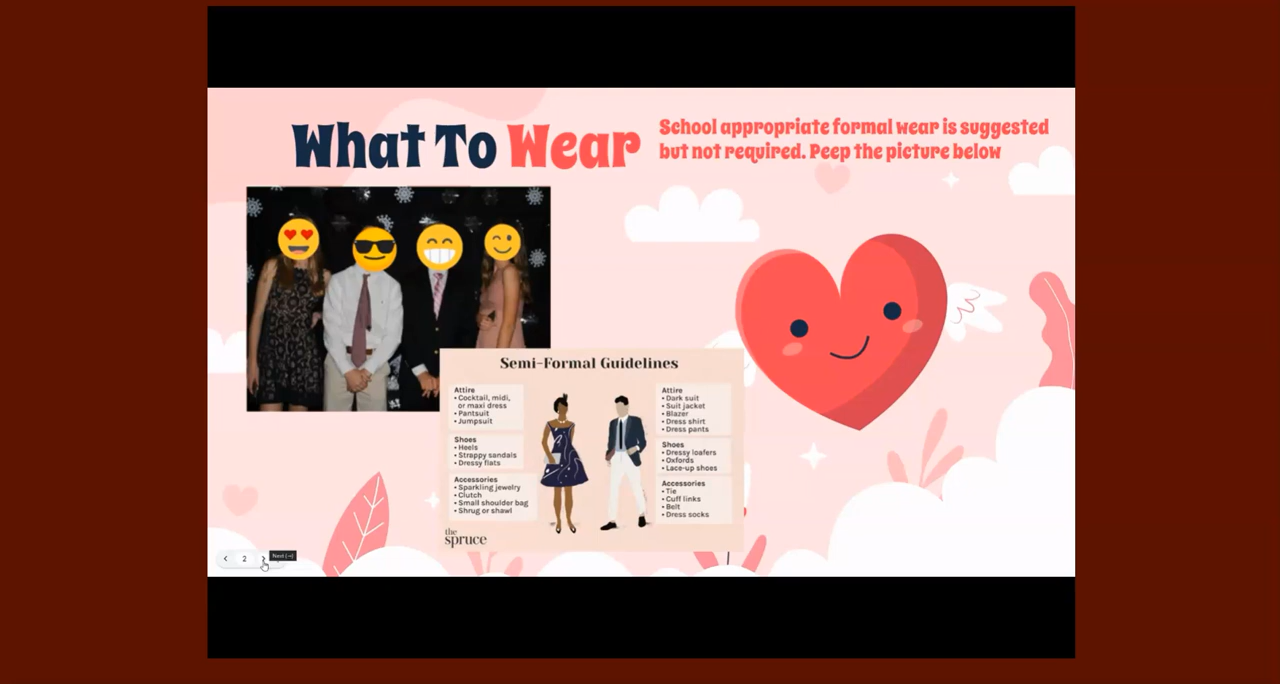 What To Wear
School appropriate formal wear is suggested
but not required. Peep the picture below
Semi-Formal Guidelines
Attire
• Cocktail, midi,
or maxi dress
• Pantsuit
• Jumpsuit
Shoes
• Heels
• Strappy sandals
• Dressy flats
Accessories
• Sparkling jewelry
• Clutch
• Small shoulder bag
• Shrug or shawl
Attire
• Dark suit
• Suit jacket
• Blazer
• Dress shirt
• Dress pants
Shoes
• Dressy loafers
• Oxfords
• Lace-up shoes
Accessories
• Tie
• Cuff links
• Belt
• Dress socks
the
spruce
2
Next (→)